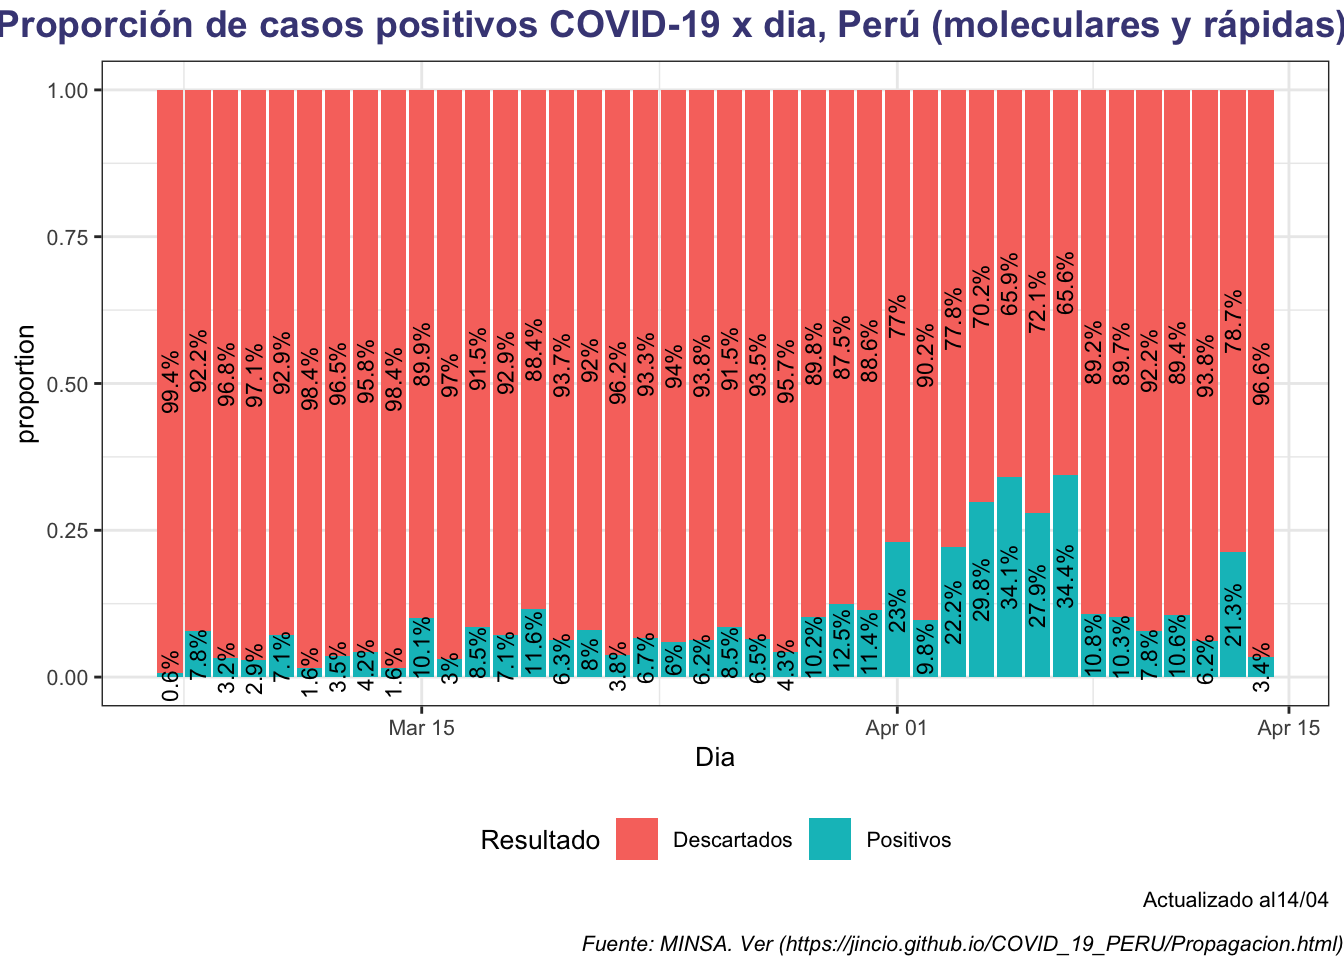 Proporción de casos positivos COVID-19 x dia, Perú (moleculares y rápidas)
1.00
0.75
0.50
0.25
0.00
proportion
99.4% 92.2% 96.8% 97.1% 92.9% 98.4% 96.5% 95.8% 98.4% 89.9% 97% 91.5% 92.9% 88.4% 93.7% 92% 96.2% 93.3% 94% 93.8% 91.5% 93.5% 95.7% 89.8% 87.5% 88.6% 77% 90.2% 77.8% 70.2% 65.9% 72.1% 65.6% 89.2% 89.7% 92.2% 89.4% 93.8% 78.7% 96.6%
0.6% 7.8% 3.2% 2.9% 7.1% 1.6% 3.5% 4.2% 1.6% 10.1% 3% 8.5% 7.1% 11.6% 6.3% 8% 3.8% 6.7% 6% 6.2% 8.5% 6.5% 4.3% 10.2% 12.5% 11.4% 23% 9.8% 22.2% 29.8% 34.1% 27.9% 34.4% 10.8% 10.3% 7.8% 10.6% 6.2% 21.3% 3.4%
Mar 15 Apr 01 Apr 15
Dia
Resultado Descartados Positivos
Actualizado al14/04
Fuente: MINSA. Ver (https://jincio.github.io/COVID_19_PERU/Propagacion.html)